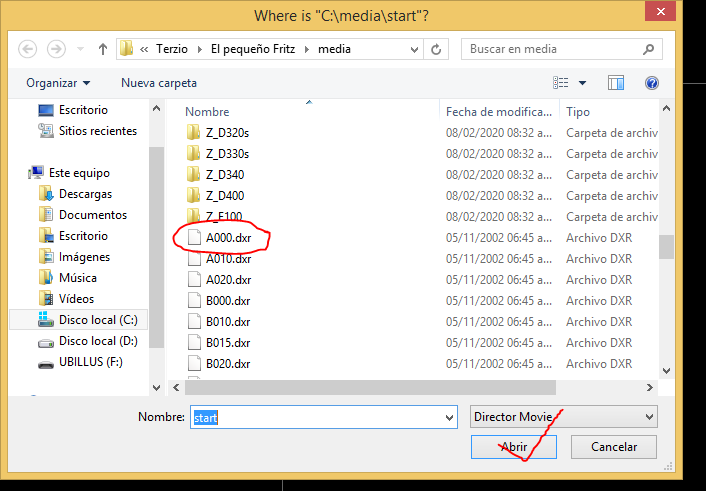 Where is "C:\media\start"?
« Terzio › El pequeño Fritz › media
Buscar en media
Organizar
Nueva carpeta
Escritorio
Sitios recientes
Este equipo
Descargas
Documentos
Escritorio
Imágenes
Música
Vídeos
Disco local (C:)
Disco local (D:)
UBILLUS (F:)
Nombre Fecha de modifica... Tipo
Z_D320s 08/02/2020 08:32 a... Carpeta de archiv
Z_D330s 08/02/2020 08:32 a... Carpeta de archiv
Z_D340 08/02/2020 08:32 a... Carpeta de archiv
Z_D400 08/02/2020 08:32 a... Carpeta de archiv
Z_E100 08/02/2020 08:32 a... Carpeta de archiv
A000.dxr 05/11/2002 06:45 a... Archivo DXR
A010.dxr 05/11/2002 06:45 a... Archivo DXR
A020.dxr 05/11/2002 06:45 a... Archivo DXR
B000.dxr 05/11/2002 06:45 a... Archivo DXR
B010.dxr 05/11/2002 06:45 a... Archivo DXR
B015.dxr 05/11/2002 06:45 a... Archivo DXR
B020.dxr 05/11/2002 06:45 a... Archivo DXR
Nombre: start
Director Movie
Abrir
Cancelar